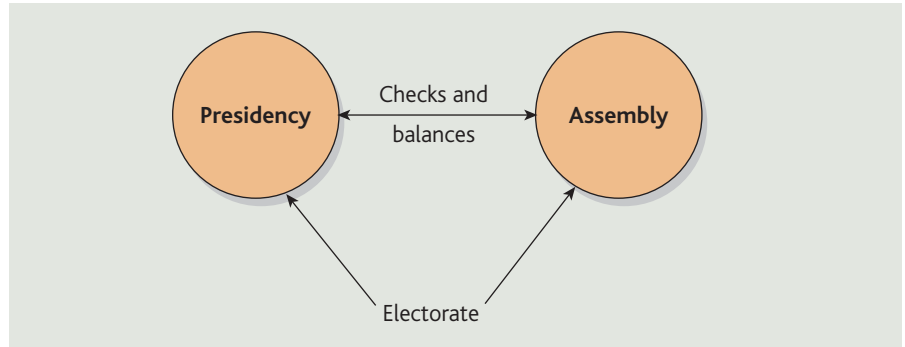 Presidency
Checks and
balances
Assembly
Electorate